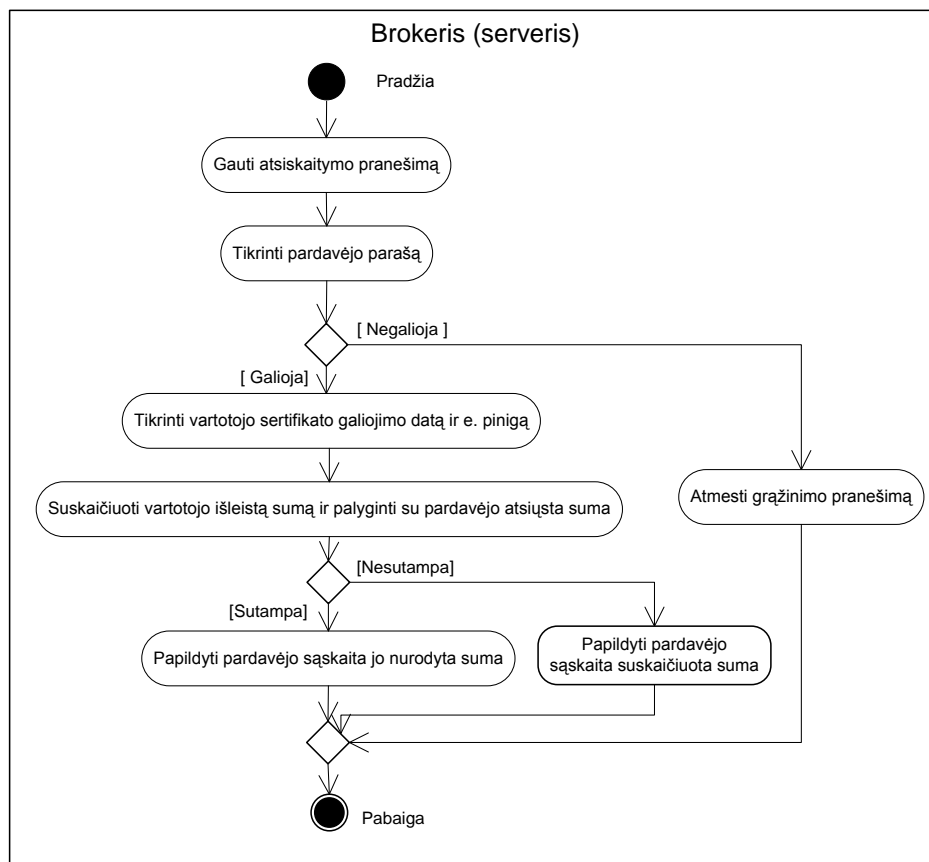 Brokeris (serveris)
Pradžia
Gauti atsiskaitymo pranešimą
Tikrinti pardavėjo parašą
[ Negalioja ]
[ Galioja]
Tikrinti vartotojo sertifikato galiojimo datą ir e. pinigą
Atmesti grąžinimo pranešimą
Suskaičiuoti vartotojo išleistą sumą ir palyginti su pardavėjo atsiųsta suma
[Nesutampa]
[Sutampa]
Papildyti pardavėjo sąskaita jo nurodyta suma
Papildyti pardavėjo
sąskaita suskaičiuota suma
Pabaiga